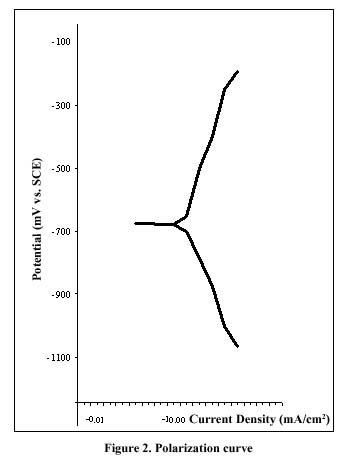 -100
-300
-500
-700
-900
-1100
Potential (mV vs. SCE)
-0.01 -10.00 Current Density (mA/cm²)
Figure 2. Polarization curve